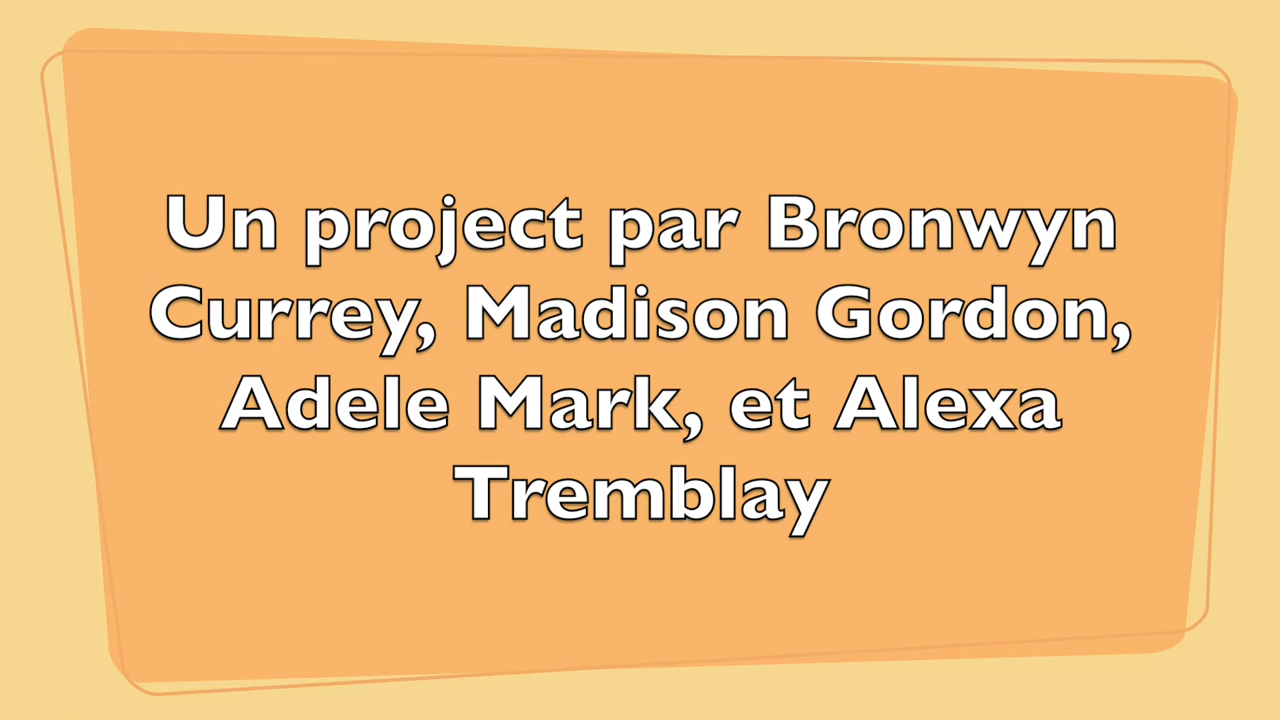 Un project par Bronwyn
Currey, Madison Gordon,
Adele Mark, et Alexa
Tremblay